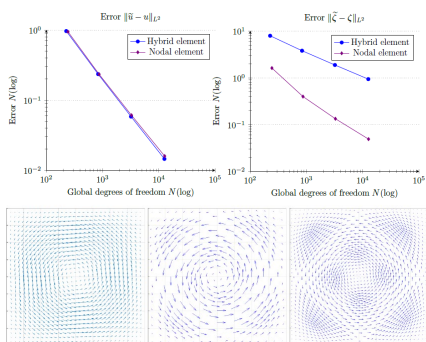 Error ‖ũ − u‖_{L²}
Hybrid element
Nodal element
10⁰
10⁻¹
10⁻²
Error N(log)
10² 10³ 10⁴ 10⁵
Global degrees of freedom N(log)
Error ‖ζ̃ − ζ‖_{L²}
Hybrid element
Nodal element
10¹
10⁰
10⁻¹
10⁻²
Error N(log)
10² 10³ 10⁴ 10⁵
Global degrees of freedom N(log)